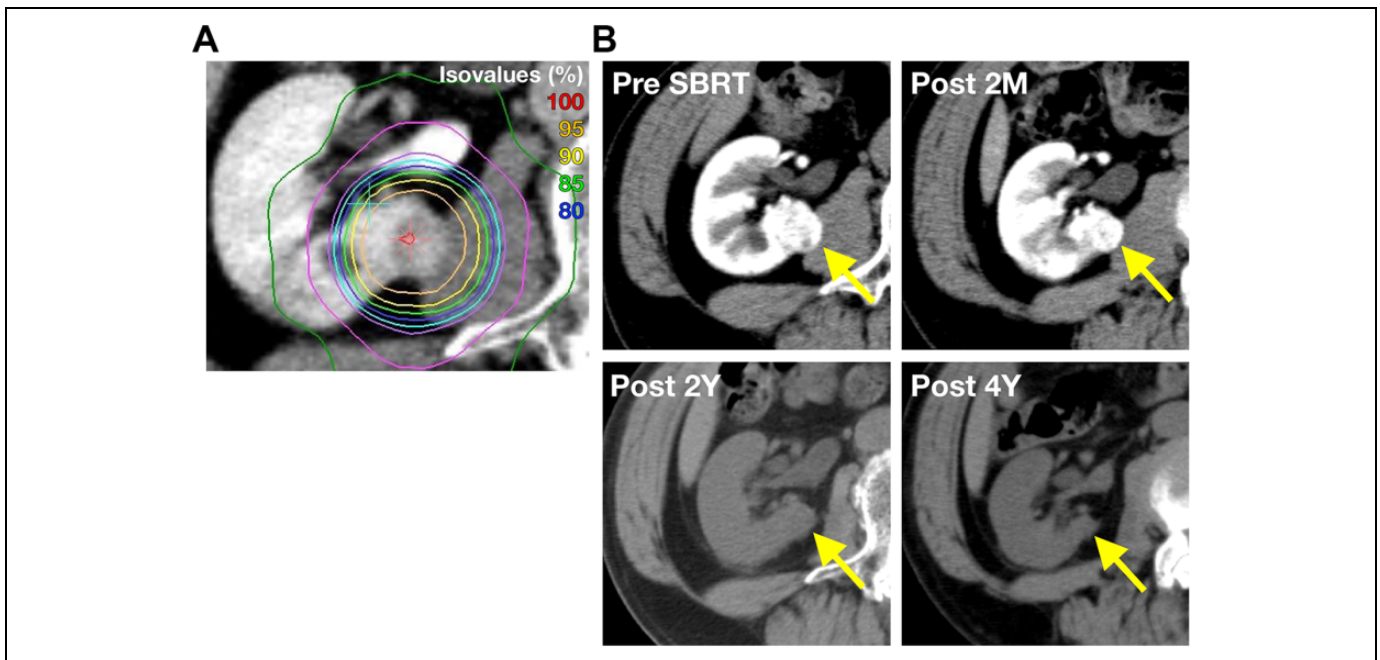 A
Isovalues (%)
100
95
90
85
80
B
Pre SBRT
Post 2M
Post 2Y
Post 4Y